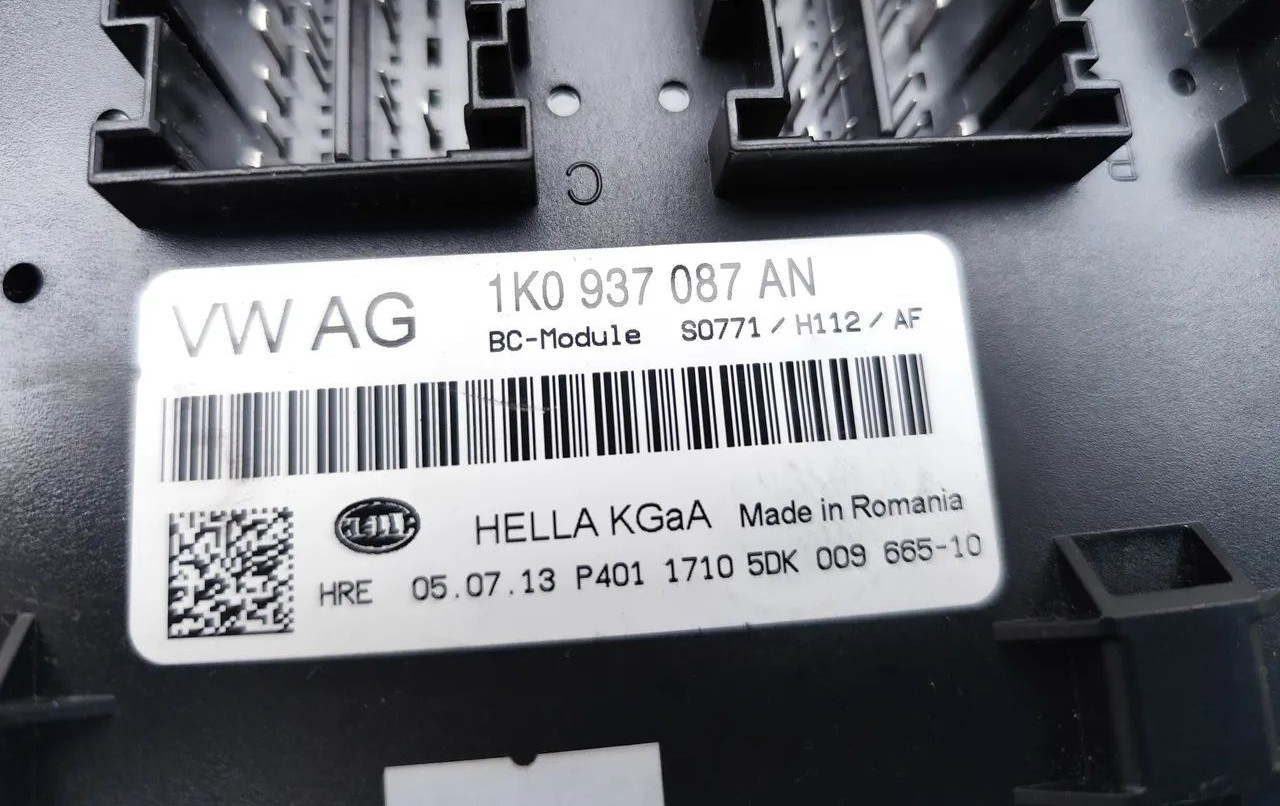 C
VW AG
1K0 937 087 AN
BC-Module S0771 / H112 / AF
HELLA
HELLA KGaA Made in Romania
HRE 05.07.13 P401 1710 5DK 009 665-10